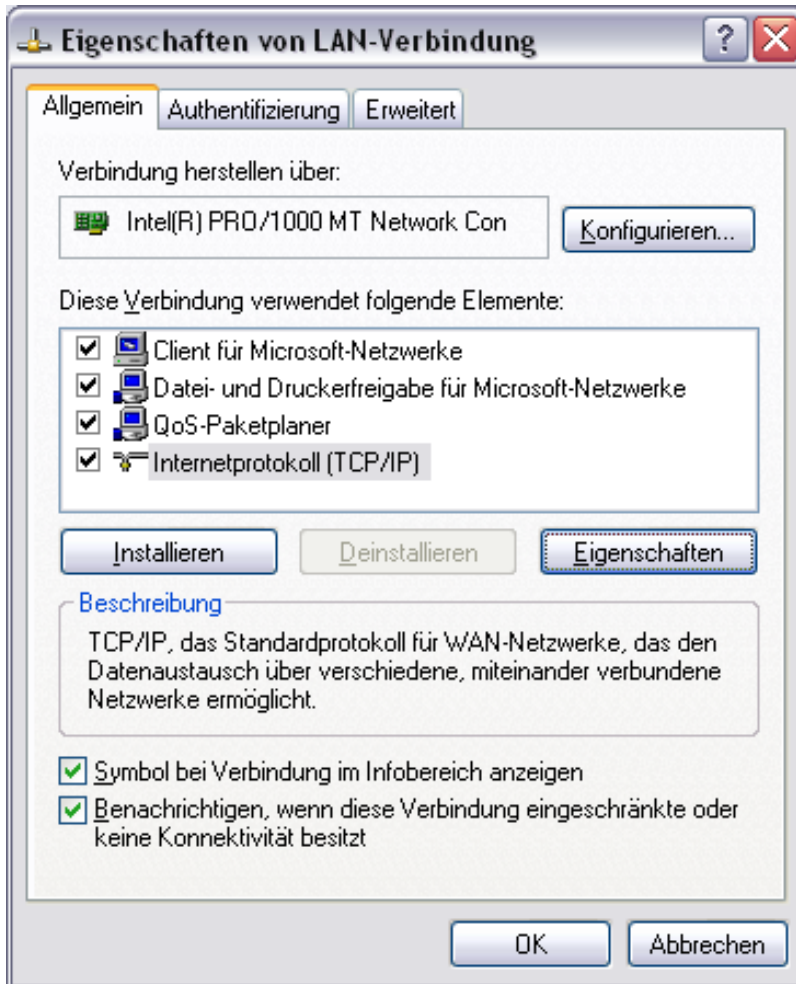 Eigenschaften von LAN-Verbindung
Allgemein Authentifizierung Erweitert
Verbindung herstellen über:
Intel(R) PRO/1000 MT Network Con Konfigurieren...
Diese Verbindung verwendet folgende Elemente:
Client für Microsoft-Netzwerke
Datei- und Druckerfreigabe für Microsoft-Netzwerke
QoS-Paketplaner
Internetprotokoll (TCP/IP)
Installieren Deinstallieren Eigenschaften
Beschreibung
TCP/IP, das Standardprotokoll für WAN-Netzwerke, das den
Datenaustausch über verschiedene, miteinander verbundene
Netzwerke ermöglicht.
Symbol bei Verbindung im Infobereich anzeigen
Benachrichtigen, wenn diese Verbindung eingeschränkte oder
keine Konnektivität besitzt
OK Abbrechen